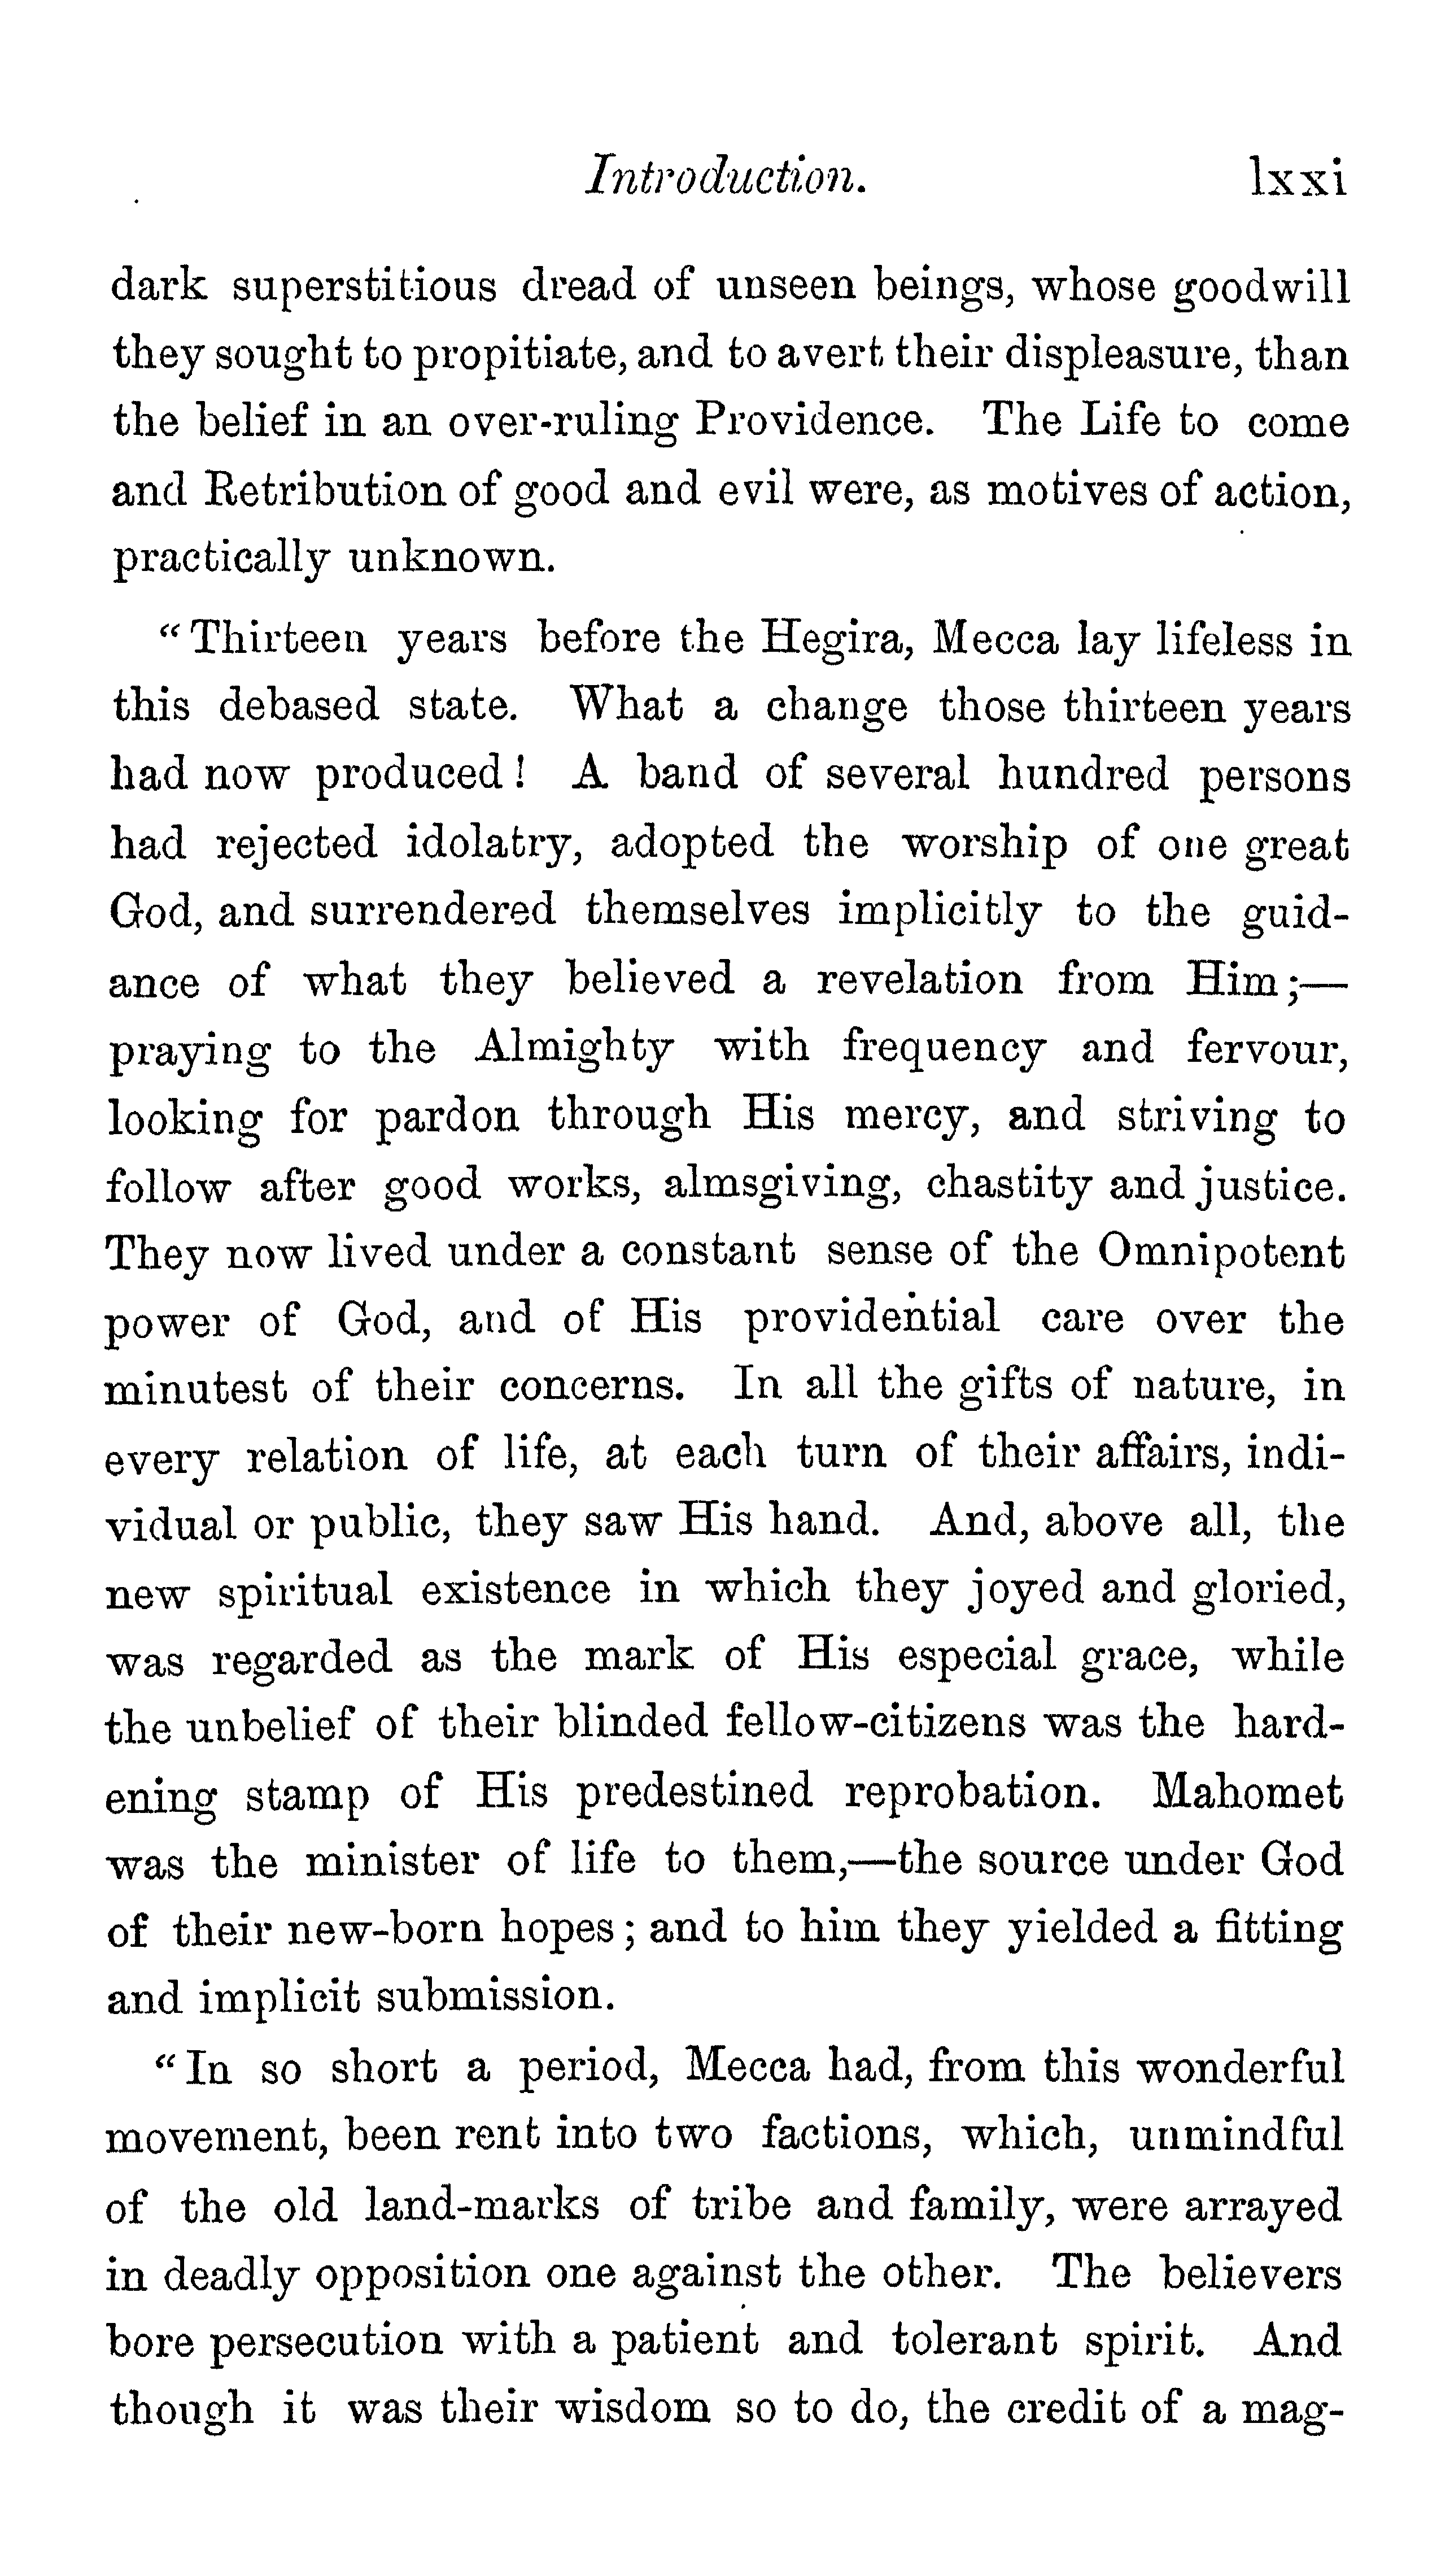 Introduction. lxxi
dark superstitious dread of unseen beings, whose goodwill
they sought to propitiate, and to avert their displeasure, than
the belief in an over-ruling Providence. The Life to come
and Retribution of good and evil were, as motives of action,
practically unknown.
“Thirteen years before the Hegira, Mecca lay lifeless in
this debased state. What a change those thirteen years
had now produced! A band of several hundred persons
had rejected idolatry, adopted the worship of one great
God, and surrendered themselves implicitly to the guid-
ance of what they believed a revelation from Him;—
praying to the Almighty with frequency and fervour,
looking for pardon through His mercy, and striving to
follow after good works, almsgiving, chastity and justice.
They now lived under a constant sense of the Omnipotent
power of God, and of His providential care over the
minutest of their concerns. In all the gifts of nature, in
every relation of life, at each turn of their affairs, indi-
vidual or public, they saw His hand. And, above all, the
new spiritual existence in which they joyed and gloried,
was regarded as the mark of His especial grace, while
the unbelief of their blinded fellow-citizens was the hard-
ening stamp of His predestined reprobation. Mahomet
was the minister of life to them,—the source under God
of their new-born hopes; and to him they yielded a fitting
and implicit submission.
“In so short a period, Mecca had, from this wonderful
movement, been rent into two factions, which, unmindful
of the old land-marks of tribe and family, were arrayed
in deadly opposition one against the other. The believers
bore persecution with a patient and tolerant spirit. And
though it was their wisdom so to do, the credit of a mag-